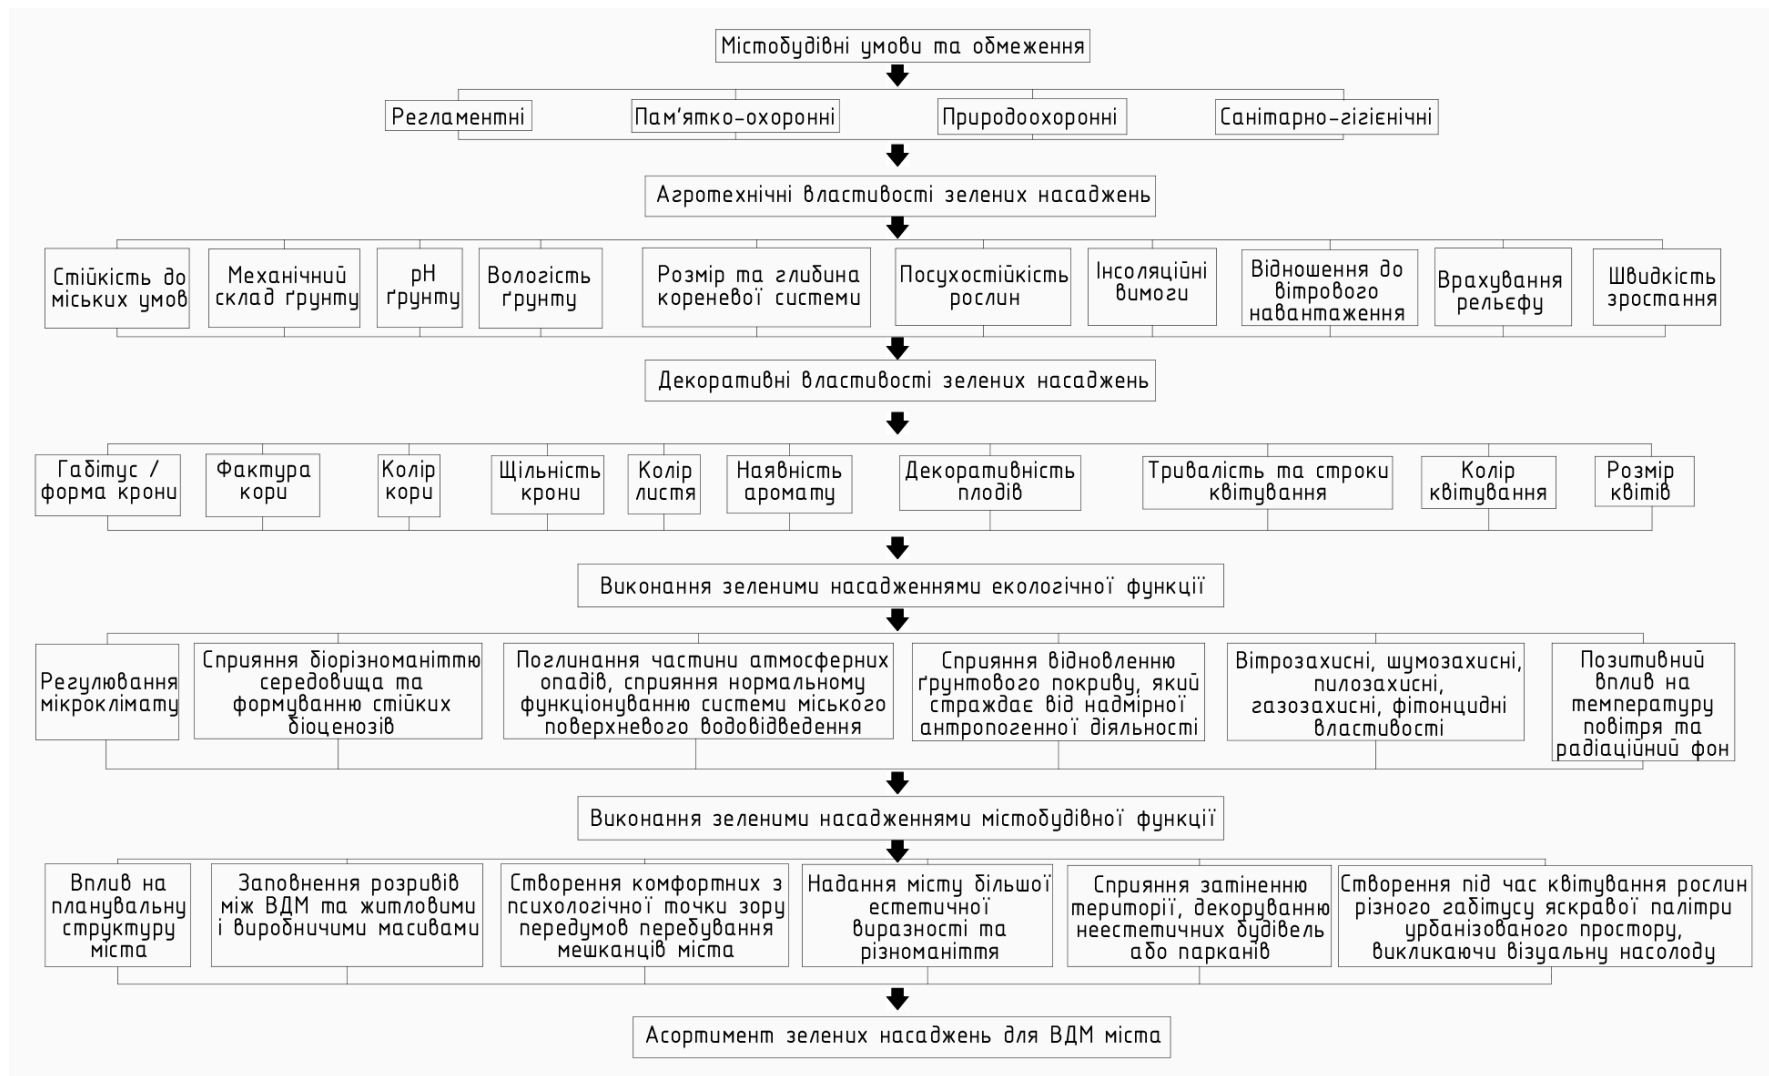 Містобудівні умови та обмеження
Регламентні
Пам'ятко-охоронні
Природоохоронні
Санітарно-гігієнічні
Агротехнічні властивості зелених насаджень
Стійкість до
міських умов
Механічний
склад ґрунту
pH
ґрунту
Вологість
ґрунту
Розмір та глибина
кореневої системи
Посухостійкість
рослин
Інсоляційні
вимоги
Відношення до
вітрового
навантаження
Врахування
рельєфу
Швидкість
зростання
Декоративні властивості зелених насаджень
Габітус /
форма крони
Фактура
кори
Колір
кори
Щільність
крони
Колір
листя
Наявність
аромату
Декоративність
плодів
Тривалість та строки
квітування
Колір
квітування
Розмір
квітів
Виконання зеленими насадженнями екологічної функції
Регулювання
мікроклімату
Сприяння біорізноманіттю
середовища та
формуванню стійких
біоценозів
Поглинання частини атмосферних
опадів, сприяння нормальному
функціонуванню системи міського
поверхневого водовідведення
Сприяння відновленню
ґрунтового покриву, який
страждає від надмірної
антропогенної діяльності
Вітрозахисні, шумозахисні,
пилозахисні,
газозахисні, фітонцидні
властивості
Позитивний
вплив на
температуру
повітря та
радіаційний фон
Виконання зеленими насадженнями містобудівної функції
Вплив на
планувальну
структуру
міста
Заповнення розривів
між ВДМ та житловими
і виробничими масивами
Створення комфортних з
психологічної точки зору
передумов перебування
мешканців міста
Надання місту більшої
естетичної
виразності та
різноманіття
Сприяння затіненню
території, декоруванню
неестетичних будівель
або парканів
Створення під час квітування рослин
різного габітусу яскравої палітри
урбанізованого простору,
викликаючи візуальну насолоду
Асортимент зелених насаджень для ВДМ міста